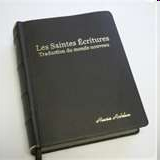 Les Saintes Écritures
Traduction du monde nouveau